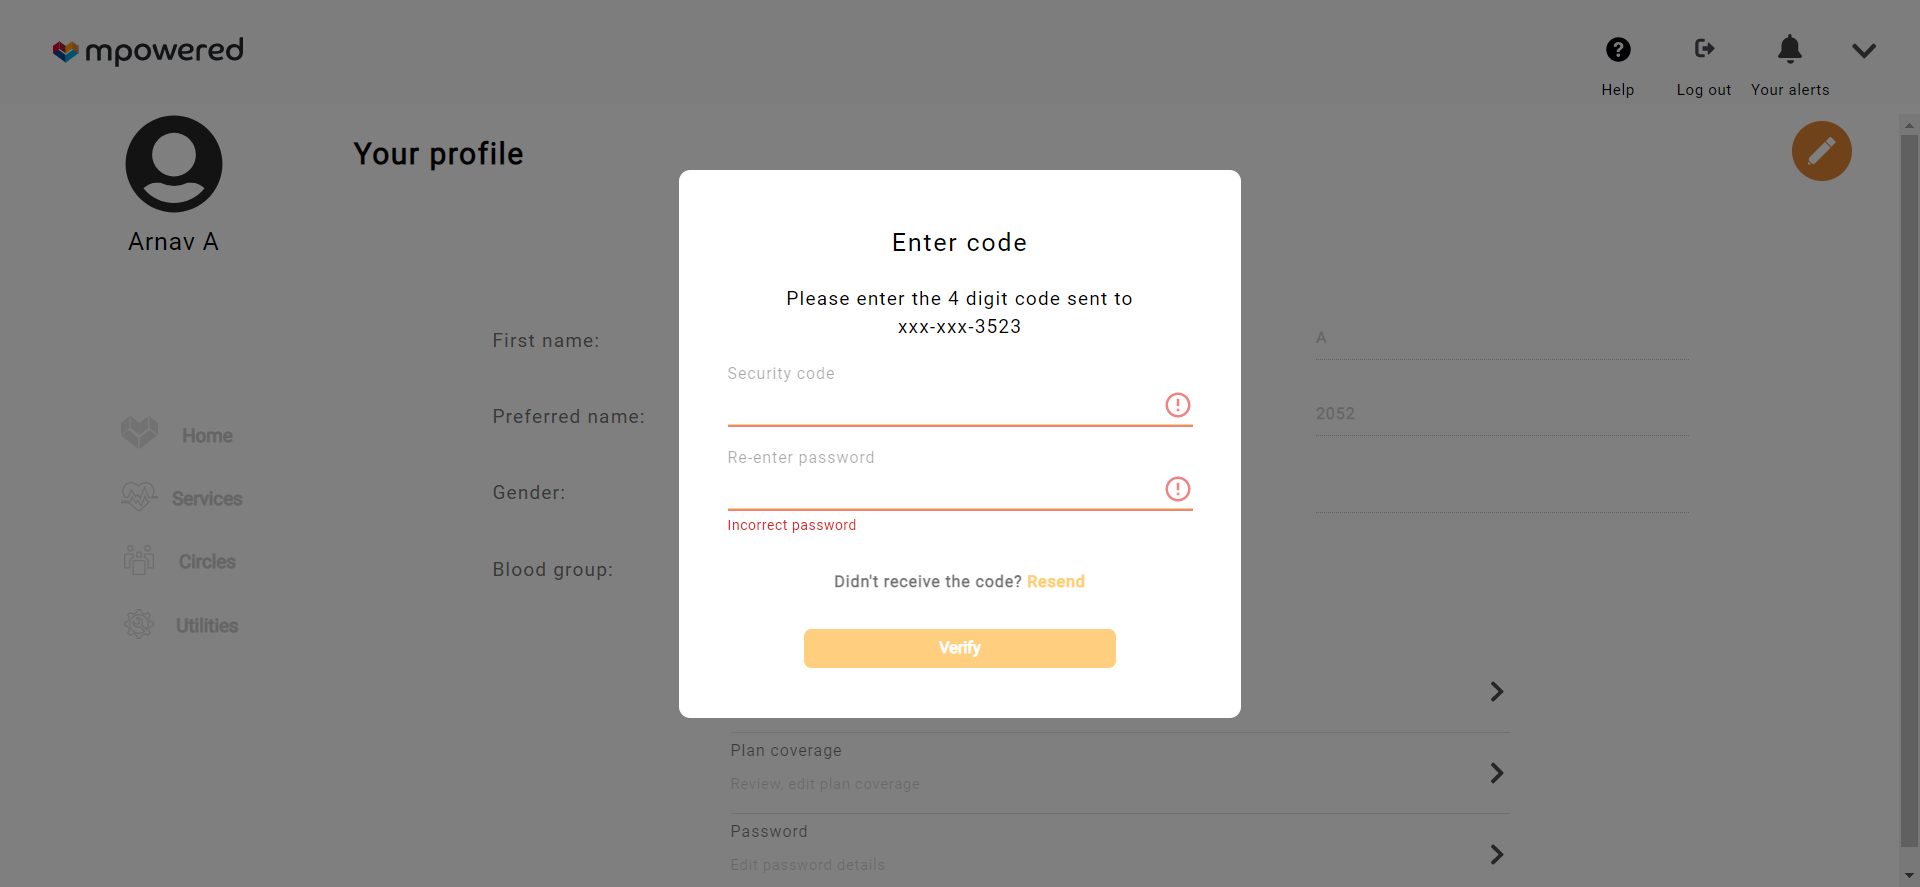 mpowered
Help
Log out
Your alerts
Arnav A
Your profile
Home
Services
Circles
Utilities
First name:
A
Preferred name:
2052
Gender:
Blood group:
Enter code
Please enter the 4 digit code sent to
xxx-xxx-3523
Security code
Re-enter password
Incorrect password
Didn't receive the code? Resend
Verify
Plan coverage
Review, edit plan coverage
Password
Edit password details